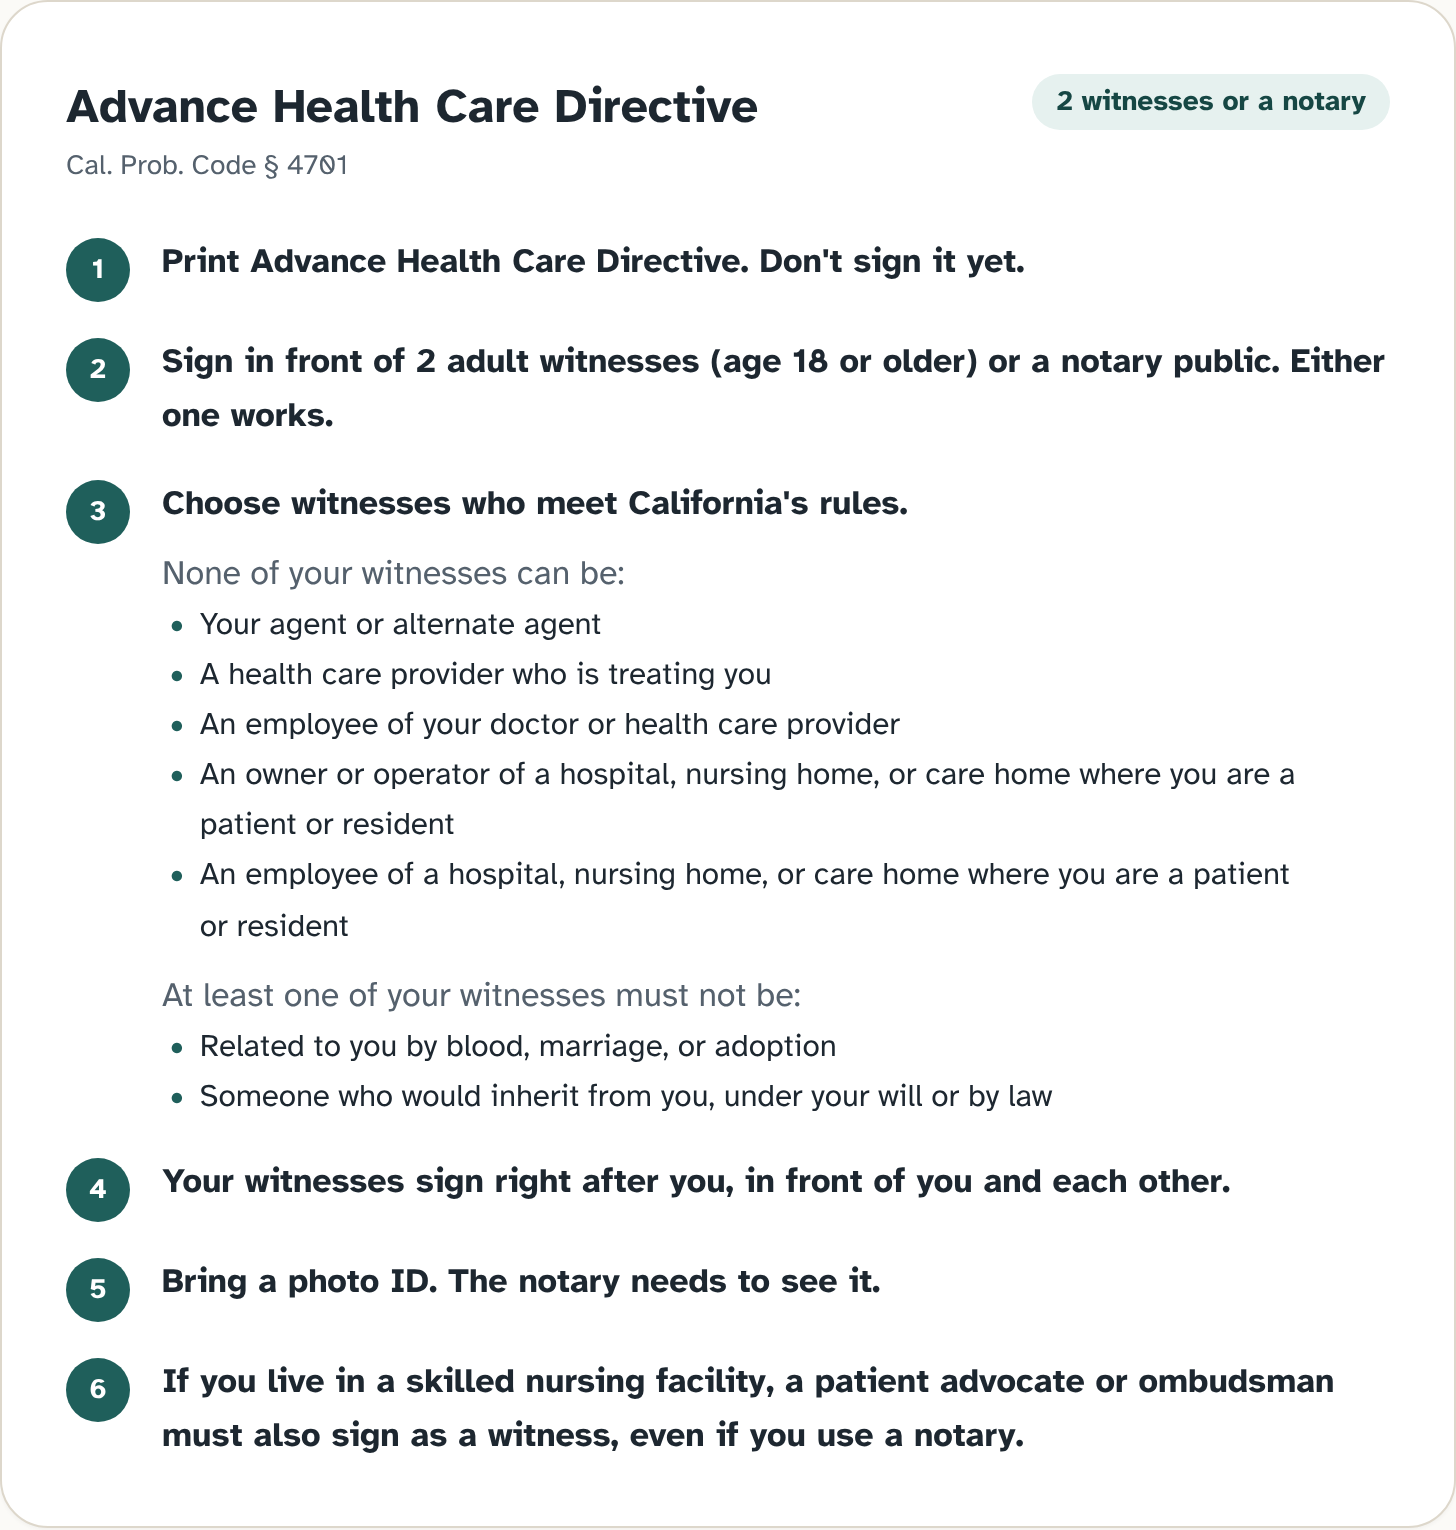 Advance Health Care Directive
2 witnesses or a notary
Cal. Prob. Code § 4701
1
Print Advance Health Care Directive. Don't sign it yet.
2
Sign in front of 2 adult witnesses (age 18 or older) or a notary public. Either
one works.
3
Choose witnesses who meet California's rules.
None of your witnesses can be:
• Your agent or alternate agent
• A health care provider who is treating you
• An employee of your doctor or health care provider
• An owner or operator of a hospital, nursing home, or care home where you are a
patient or resident
• An employee of a hospital, nursing home, or care home where you are a patient
or resident
At least one of your witnesses must not be:
• Related to you by blood, marriage, or adoption
• Someone who would inherit from you, under your will or by law
4
Your witnesses sign right after you, in front of you and each other.
5
Bring a photo ID. The notary needs to see it.
6
If you live in a skilled nursing facility, a patient advocate or ombudsman
must also sign as a witness, even if you use a notary.